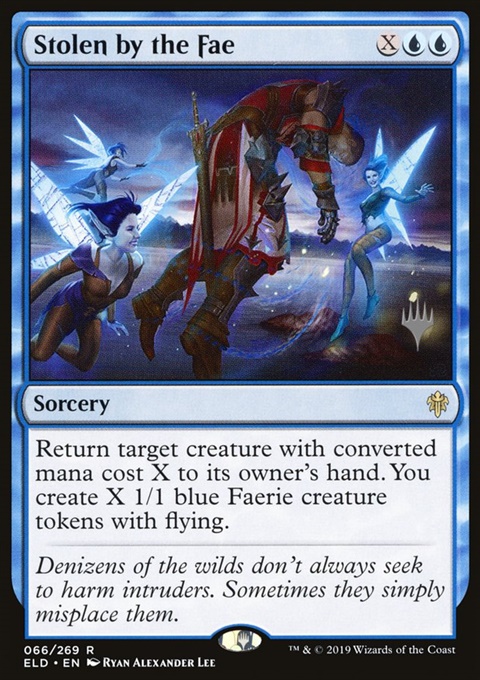 Stolen by the Fae X
Sorcery
Return target creature with converted
mana cost X to its owner's hand. You
create X 1/1 blue Faerie creature
tokens with flying.
Denizens of the wilds don't always seek
to harm intruders. Sometimes they simply
misplace them.
066/269 R
ELD • EN Ryan Alexander Lee
™ & © 2019 Wizards of the Coast